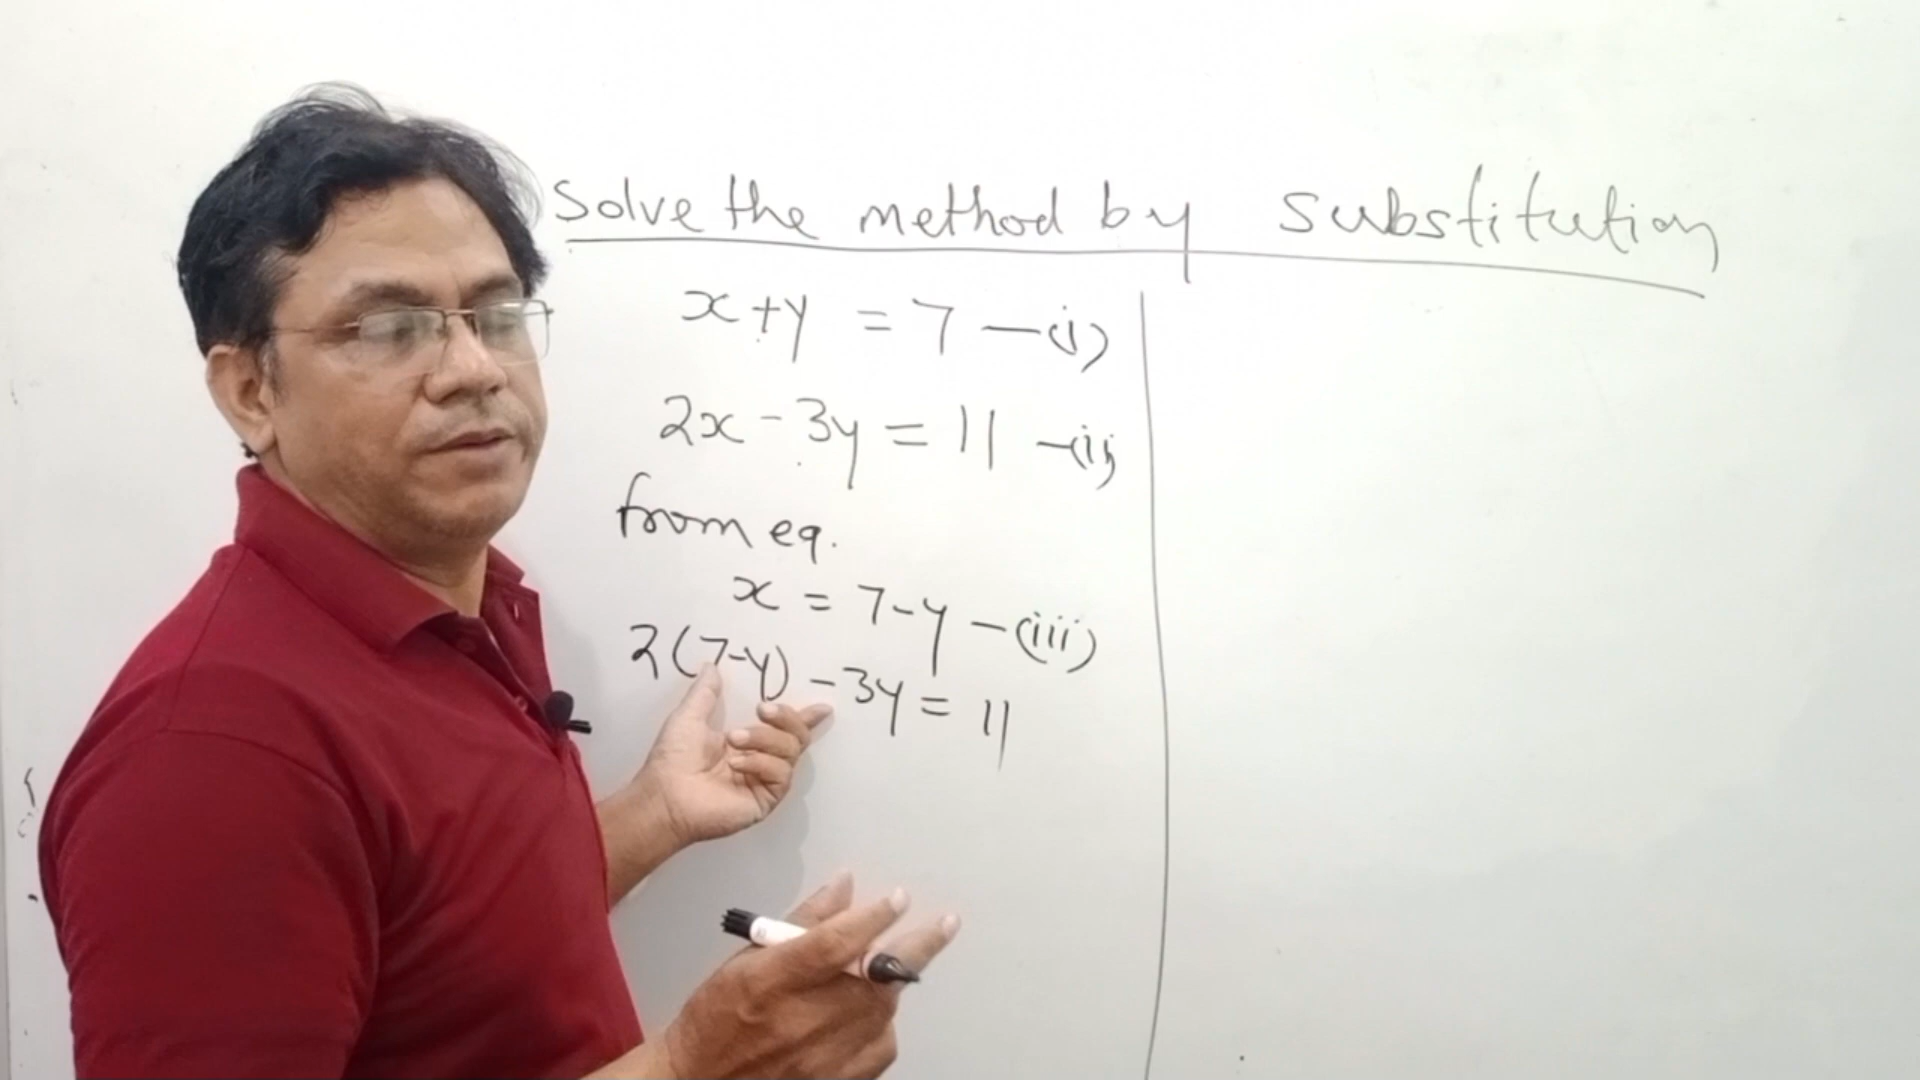 Solve the method by substitution
x + y = 7 — (i)
2x - 3y = 11 — (ii)
from eq.
x = 7 - y — (iii)
2(7-y) - 3y = 11